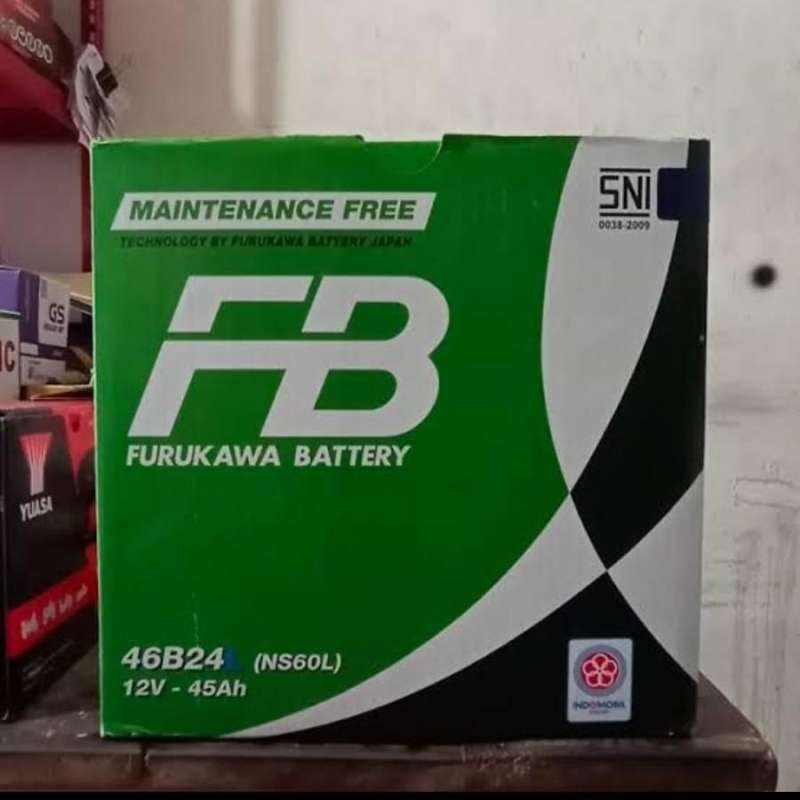 MAINTENANCE FREE
TECHNOLOGY BY FURUKAWA BATTERY JAPAN
SNI
0038-2009
FB
FURUKAWA BATTERY
46B24L (NS60L)
12V - 45Ah
INDOMOBIL
GS
YUASA